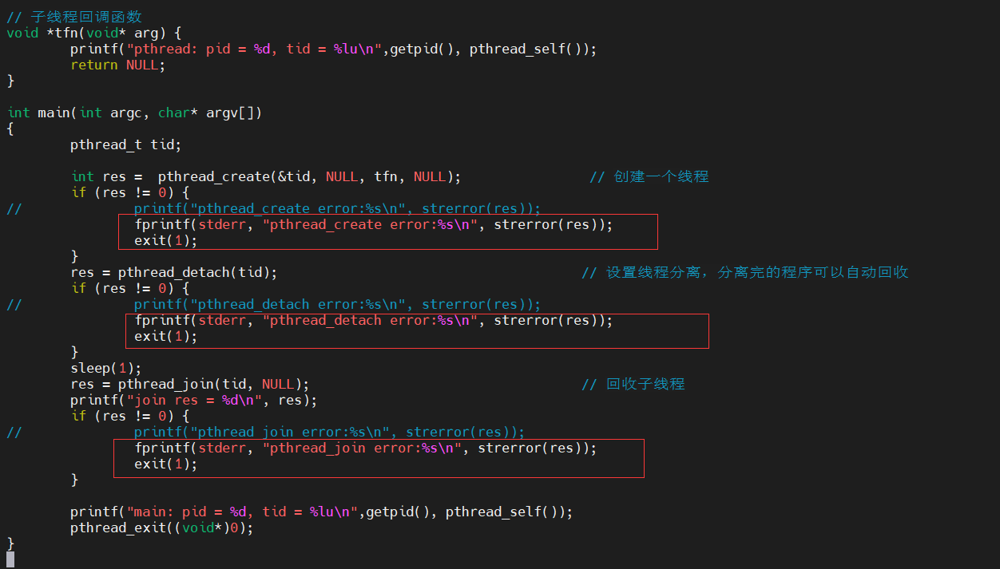 // 子线程回调函数
void *tfn(void* arg) {
        printf("pthread: pid = %d, tid = %lu\n",getpid(), pthread_self());
        return NULL;
}

int main(int argc, char* argv[])
{
        pthread_t tid;

        int res =  pthread_create(&tid, NULL, tfn, NULL);                // 创建一个线程
        if (res != 0) {
//              printf("pthread_create error:%s\n", strerror(res));
                fprintf(stderr, "pthread_create error:%s\n", strerror(res));
                exit(1);
        }
        res = pthread_detach(tid);                                      // 设置线程分离，分离完的程序可以自动回收
        if (res != 0) {
//              printf("pthread_detach error:%s\n", strerror(res));
                fprintf(stderr, "pthread_detach error:%s\n", strerror(res));
                exit(1);
        }
        sleep(1);
        res = pthread_join(tid, NULL);                                  // 回收子线程
        printf("join res = %d\n", res);
        if (res != 0) {
//              printf("pthread_join error:%s\n", strerror(res));
                fprintf(stderr, "pthread_join error:%s\n", strerror(res));
                exit(1);
        }

        printf("main: pid = %d, tid = %lu\n",getpid(), pthread_self());
        pthread_exit((void*)0);
}